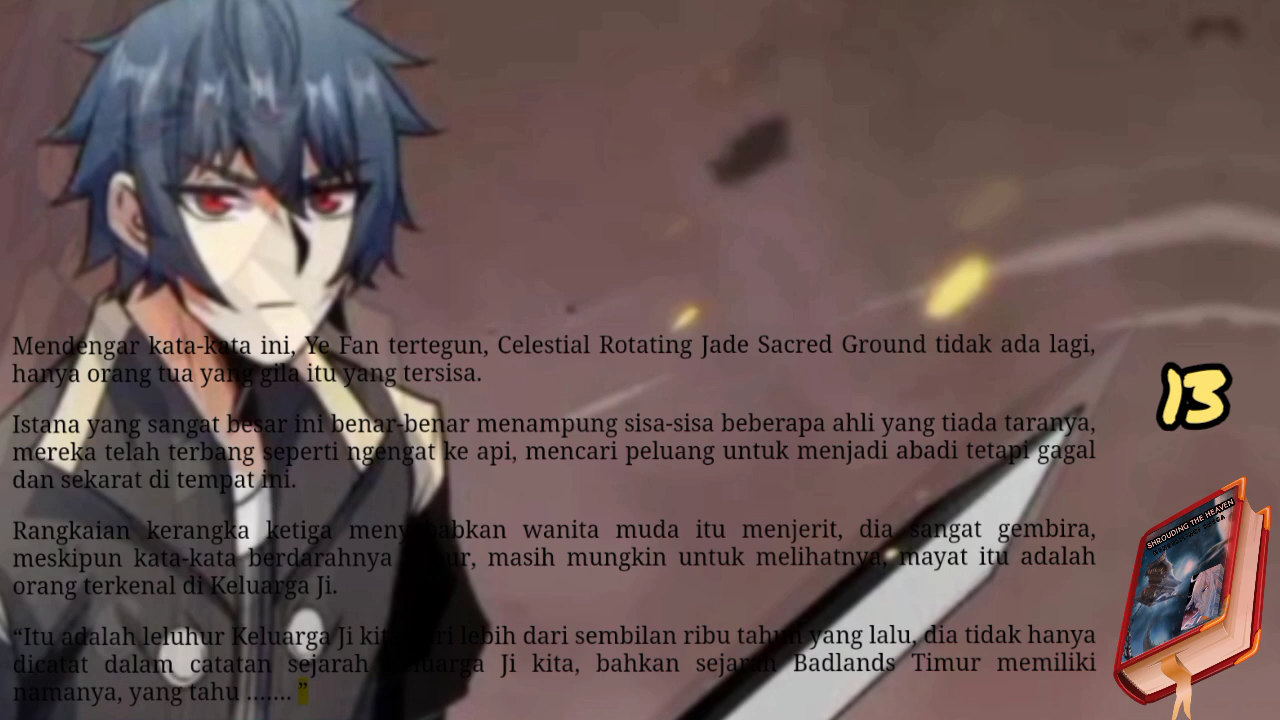 Mendengar kata-kata ini, Ye Fan tertegun, Celestial Rotating Jade Sacred Ground tidak ada lagi,
hanya orang tua yang gila itu yang tersisa.
Istana yang sangat besar ini benar-benar menampung sisa-sisa beberapa ahli yang tiada taranya,
mereka telah terbang seperti ngengat ke api, mencari peluang untuk menjadi abadi tetapi gagal
dan sekarat di tempat ini.
Rangkaian kerangka ketiga menyebabkan wanita muda itu menjerit, dia sangat gembira,
meskipun kata-kata berdarahnya kabur, masih mungkin untuk melihatnya, mayat itu adalah
orang terkenal di Keluarga Ji.
“Itu adalah leluhur Keluarga Ji kita dari lebih dari sembilan ribu tahun yang lalu, dia tidak hanya
dicatat dalam catatan sejarah Keluarga Ji kita, bahkan sejarah Badlands Timur memiliki
namanya, yang tahu ....... ”
13
SHROUDING THE HEAVEN